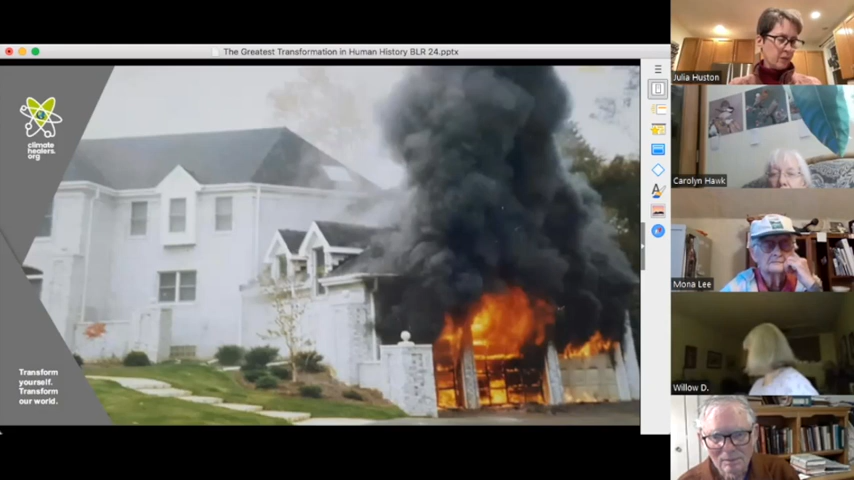 The Greatest Transformation in Human History BLR 24.pptx
climate
healers.
org
Transform
yourself.
Transform
our world.
Julia Huston
Carolyn Hawk
Mona Lee
Willow D.